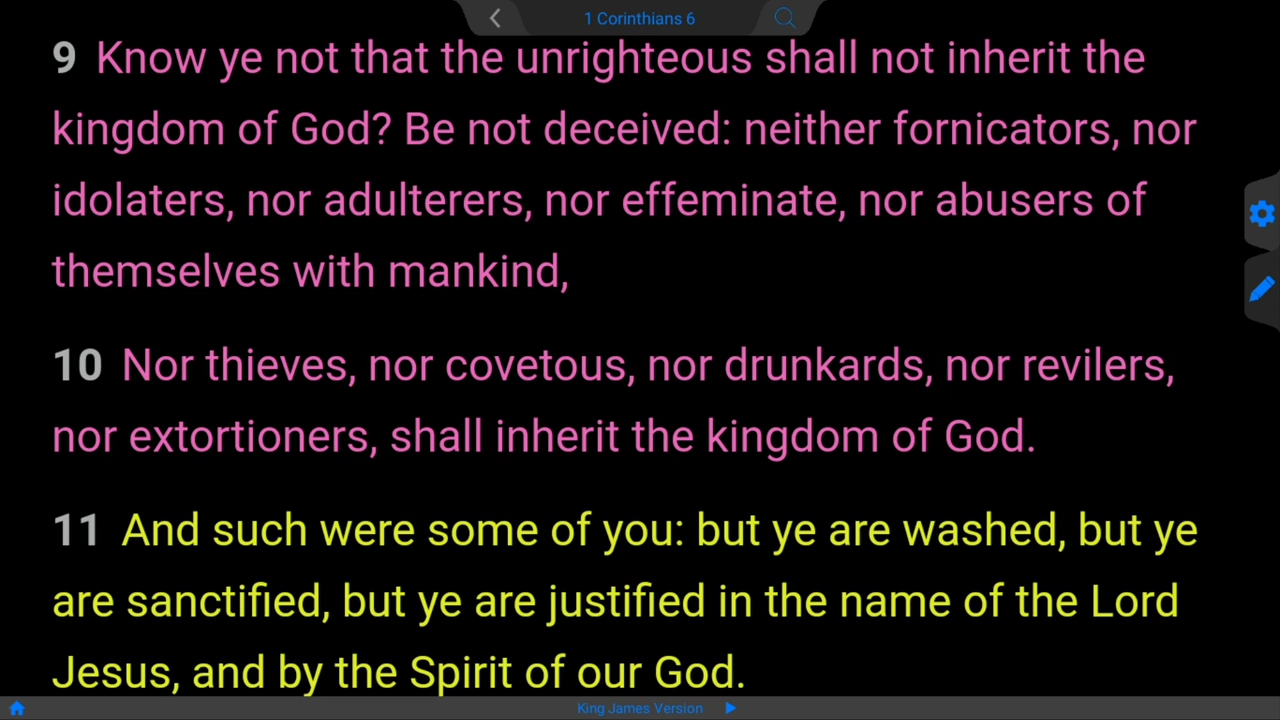 1 Corinthians 6
9 Know ye not that the unrighteous shall not inherit the
kingdom of God? Be not deceived: neither fornicators, nor
idolaters, nor adulterers, nor effeminate, nor abusers of
themselves with mankind,
10 Nor thieves, nor covetous, nor drunkards, nor revilers,
nor extortioners, shall inherit the kingdom of God.
11 And such were some of you: but ye are washed, but ye
are sanctified, but ye are justified in the name of the Lord
Jesus, and by the Spirit of our God.
King James Version